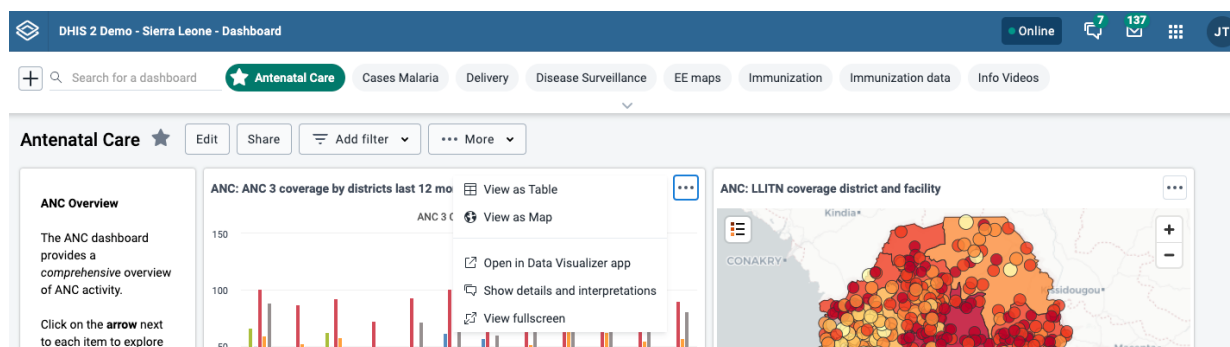 DHIS 2 Demo - Sierra Leone - Dashboard
Online
7
137
JT
Search for a dashboard
Antenatal Care
Cases Malaria
Delivery
Disease Surveillance
EE maps
Immunization
Immunization data
Info Videos
Antenatal Care
Edit
Share
Add filter
More
ANC Overview
The ANC dashboard
provides a
comprehensive overview
of ANC activity.
Click on the arrow next
to each item to explore
ANC: ANC 3 coverage by districts last 12 mo
ANC 3
150
100
50
View as Table
View as Map
Open in Data Visualizer app
Show details and interpretations
View fullscreen
ANC: LLITN coverage district and facility
Kindia
CONAKRY
+
−